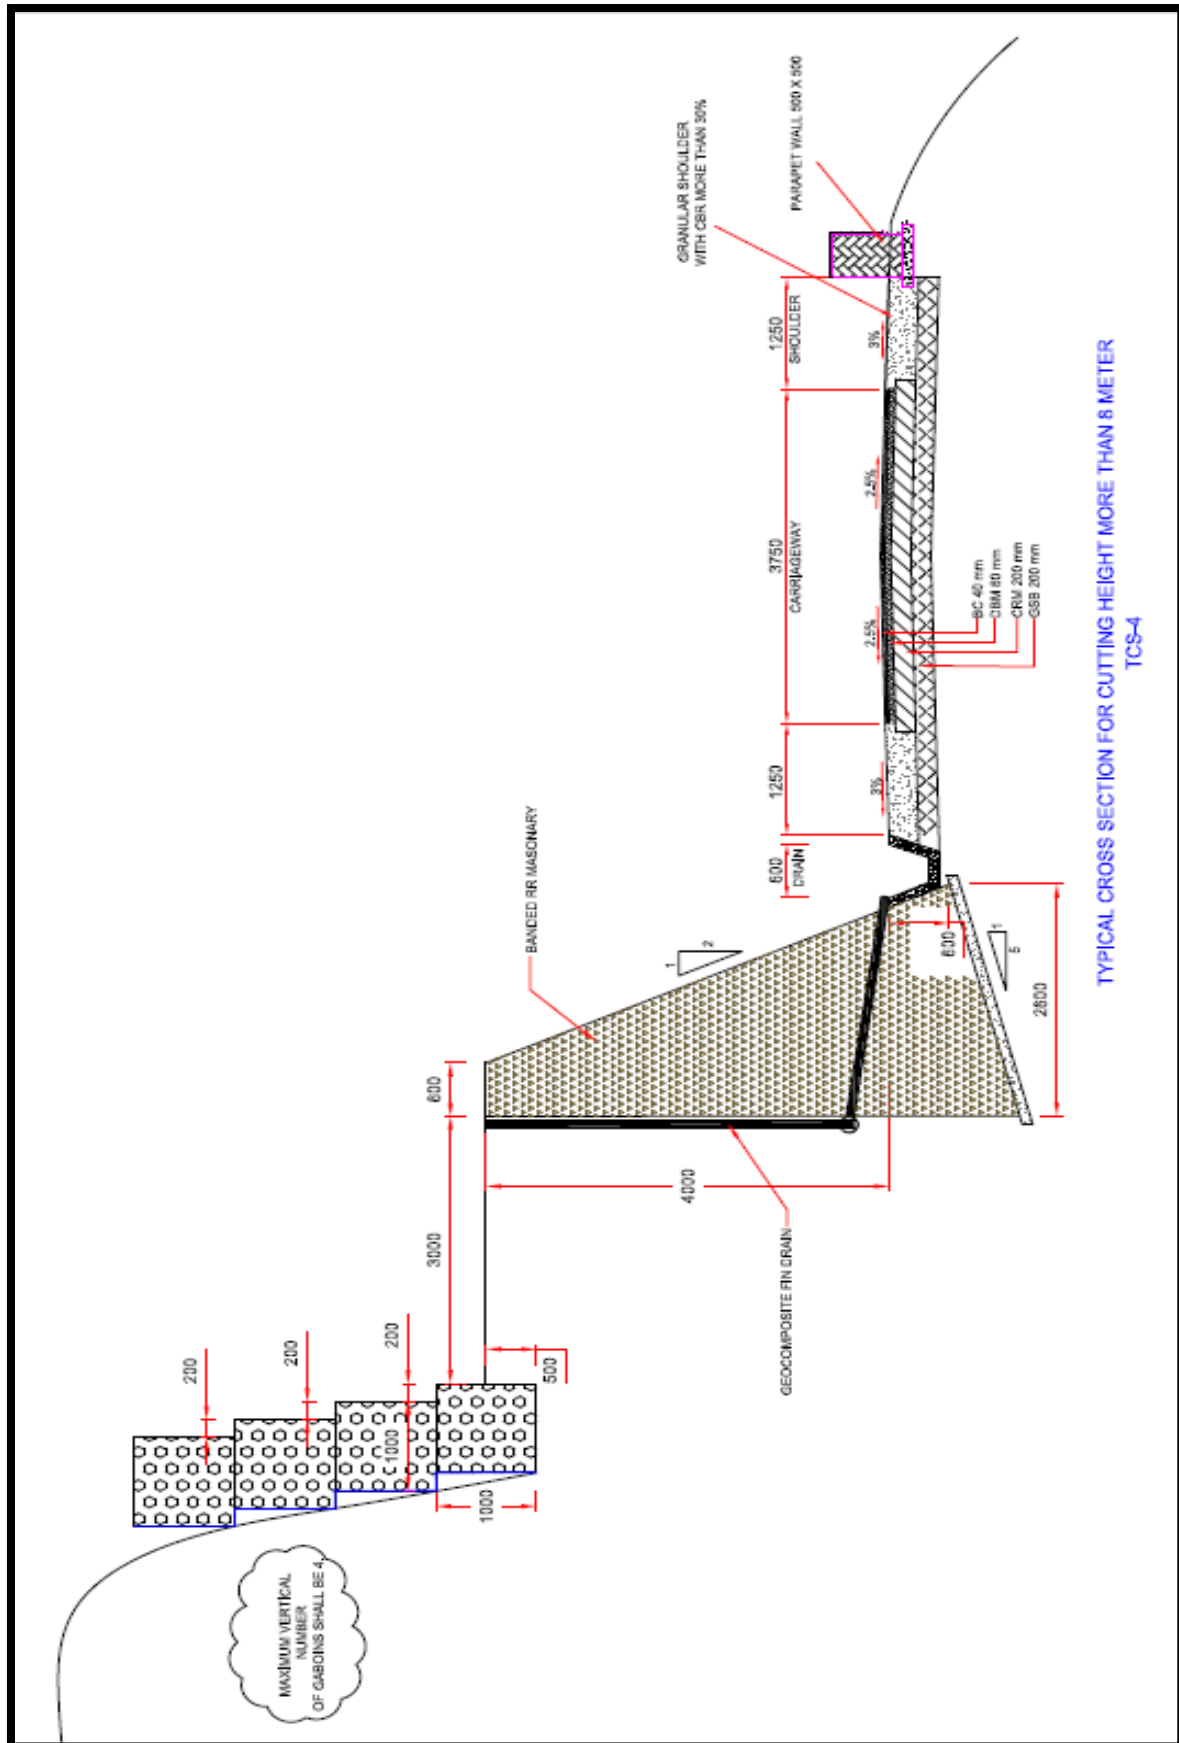 MAXIMUM VERTICAL
NUMBER
OF GABOINS SHALL BE 4
200
200
200
1000
1000
500
3000
600
4000
BANDED RR MASONARY
1
2
GEOCOMPOSITE FIN DRAIN
600
1
5
2800
600
DRAIN
1250
3750
CARRIAGEWAY
1250
SHOULDER
3%
2.5%
2.5%
3%
GRANULAR SHOULDER
WITH CBR MORE THAN 30%
PARAPET WALL 500 X 500
BC 40 mm
DBM 60 mm
CRM 200 mm
GSB 200 mm
TYPICAL CROSS SECTION FOR CUTTING HEIGHT MORE THAN 8 METER
TCS-4